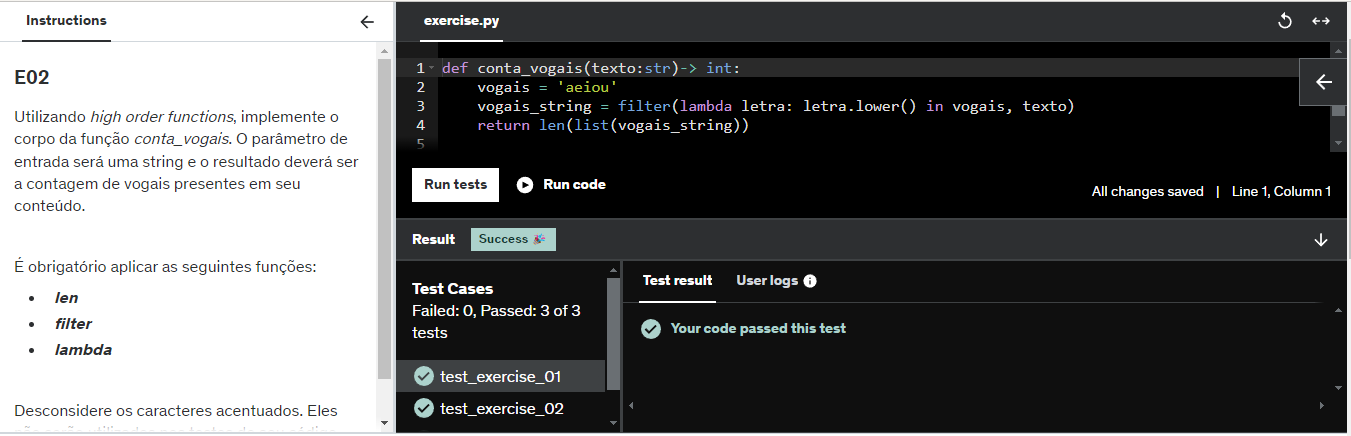 Instructions
E02
Utilizando high order functions, implemente o
corpo da função conta_vogais. O parâmetro de
entrada será uma string e o resultado deverá ser
a contagem de vogais presentes em seu
conteúdo.
É obrigatório aplicar as seguintes funções:
• len
• filter
• lambda
Desconsidere os caracteres acentuados. Eles
exercise.py
1 def conta_vogais(texto:str)-> int:
2 vogais = 'aeiou'
3 vogais_string = filter(lambda letra: letra.lower() in vogais, texto)
4 return len(list(vogais_string))
5
Run tests
Run code
All changes saved | Line 1, Column 1
Result
Success 🎉
Test Cases
Failed: 0, Passed: 3 of 3
tests
test_exercise_01
test_exercise_02
Test result
User logs
Your code passed this test